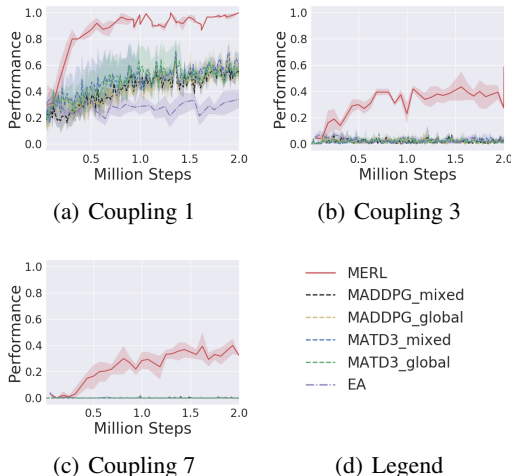 Performance
1.0
0.8
0.6
0.4
0.2
0.0
0.5 1.0 1.5 2.0
Million Steps
(a) Coupling 1
Performance
1.0
0.8
0.6
0.4
0.2
0.0
0.5 1.0 1.5 2.0
Million Steps
(b) Coupling 3
Performance
1.0
0.8
0.6
0.4
0.2
0.0
0.5 1.0 1.5 2.0
Million Steps
(c) Coupling 7
MERL
MADDPG_mixed
MADDPG_global
MATD3_mixed
MATD3_global
EA
(d) Legend